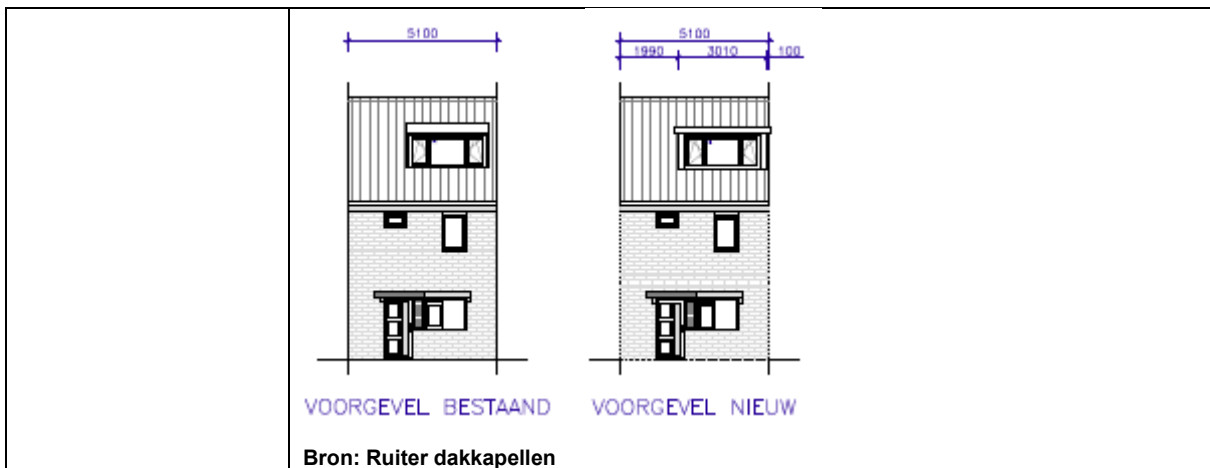 5100 5100
1990 3010 100
VOORGEVEL BESTAAND VOORGEVEL NIEUW
Bron: Ruiter dakkapellen